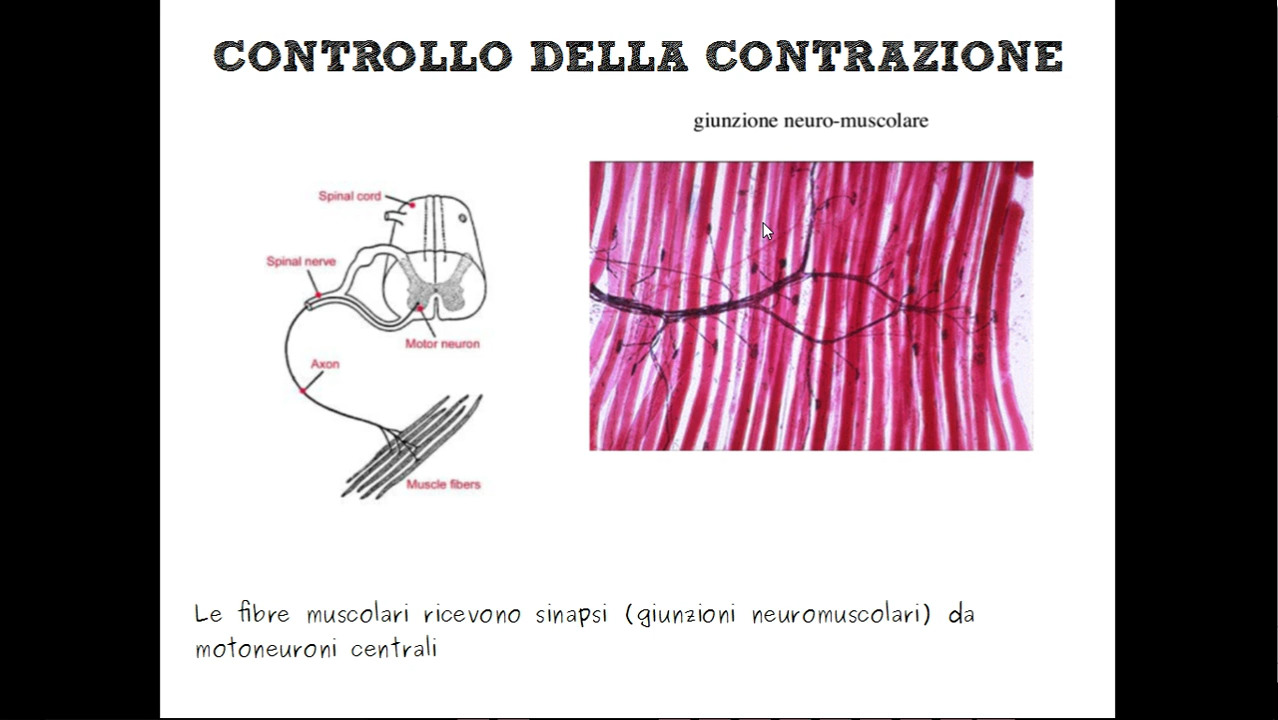 CONTROLLO DELLA CONTRAZIONE
giunzione neuro-muscolare
Spinal cord
Spinal nerve
Motor neuron
Axon
Muscle fibers
Le fibre muscolari ricevono sinapsi (giunzioni neuromuscolari) da
motoneuroni centrali